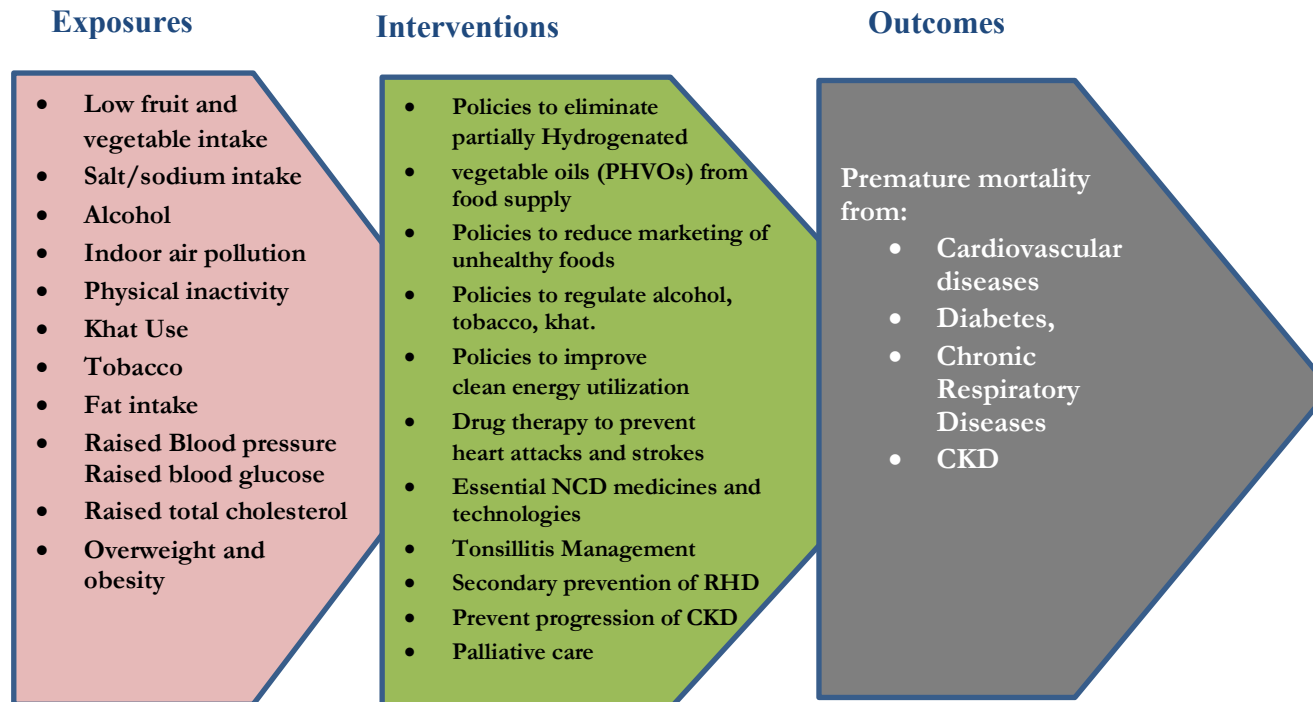 Exposures
Interventions
Outcomes
• Low fruit and
vegetable intake
• Salt/sodium intake
• Alcohol
• Indoor air pollution
• Physical inactivity
• Khat Use
• Tobacco
• Fat intake
• Raised Blood pressure
Raised blood glucose
• Raised total cholesterol
• Overweight and
obesity
• Policies to eliminate
partially Hydrogenated
• vegetable oils (PHVOs) from
food supply
• Policies to reduce marketing of
unhealthy foods
• Policies to regulate alcohol,
tobacco, khat.
• Policies to improve
clean energy utilization
• Drug therapy to prevent
heart attacks and strokes
• Essential NCD medicines and
technologies
• Tonsillitis Management
• Secondary prevention of RHD
• Prevent progression of CKD
• Palliative care
Premature mortality
from:
• Cardiovascular
diseases
• Diabetes,
• Chronic
Respiratory
Diseases
• CKD